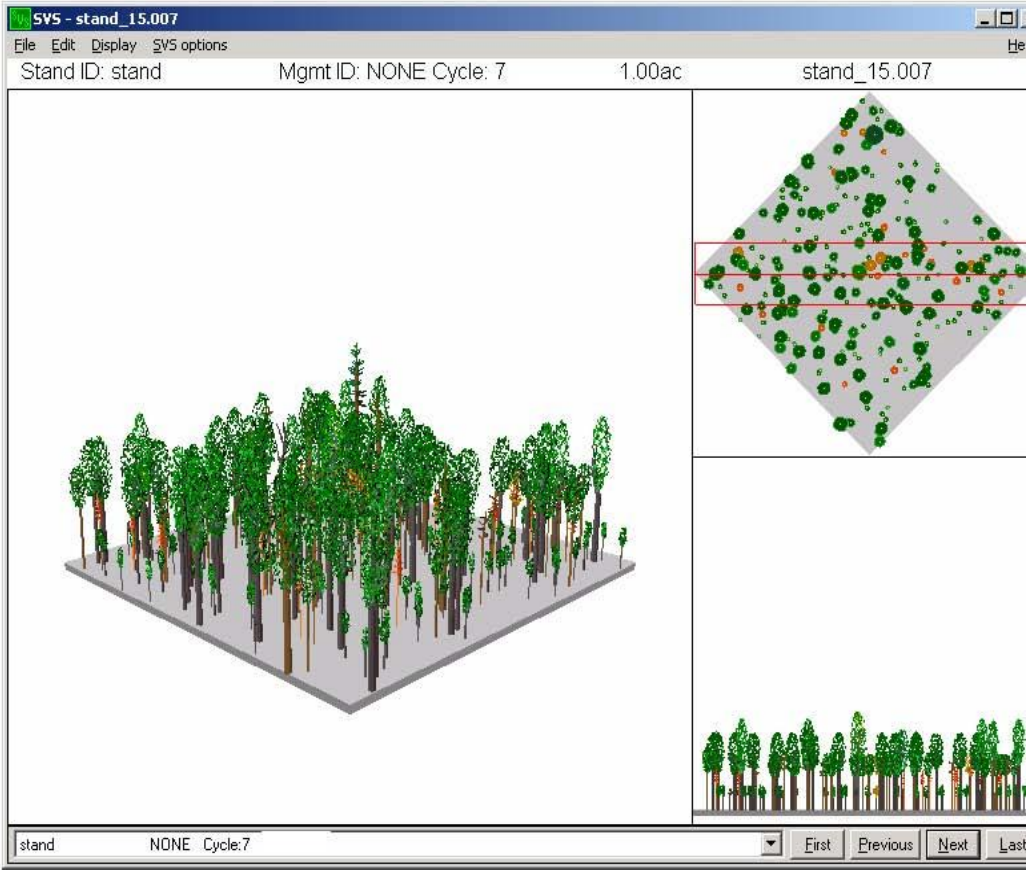 SVS - stand_15.007
File Edit Display SVS options He
Stand ID: stand Mgmt ID: NONE Cycle: 7 1.00ac stand_15.007
stand NONE Cycle:7 First Previous Next Last